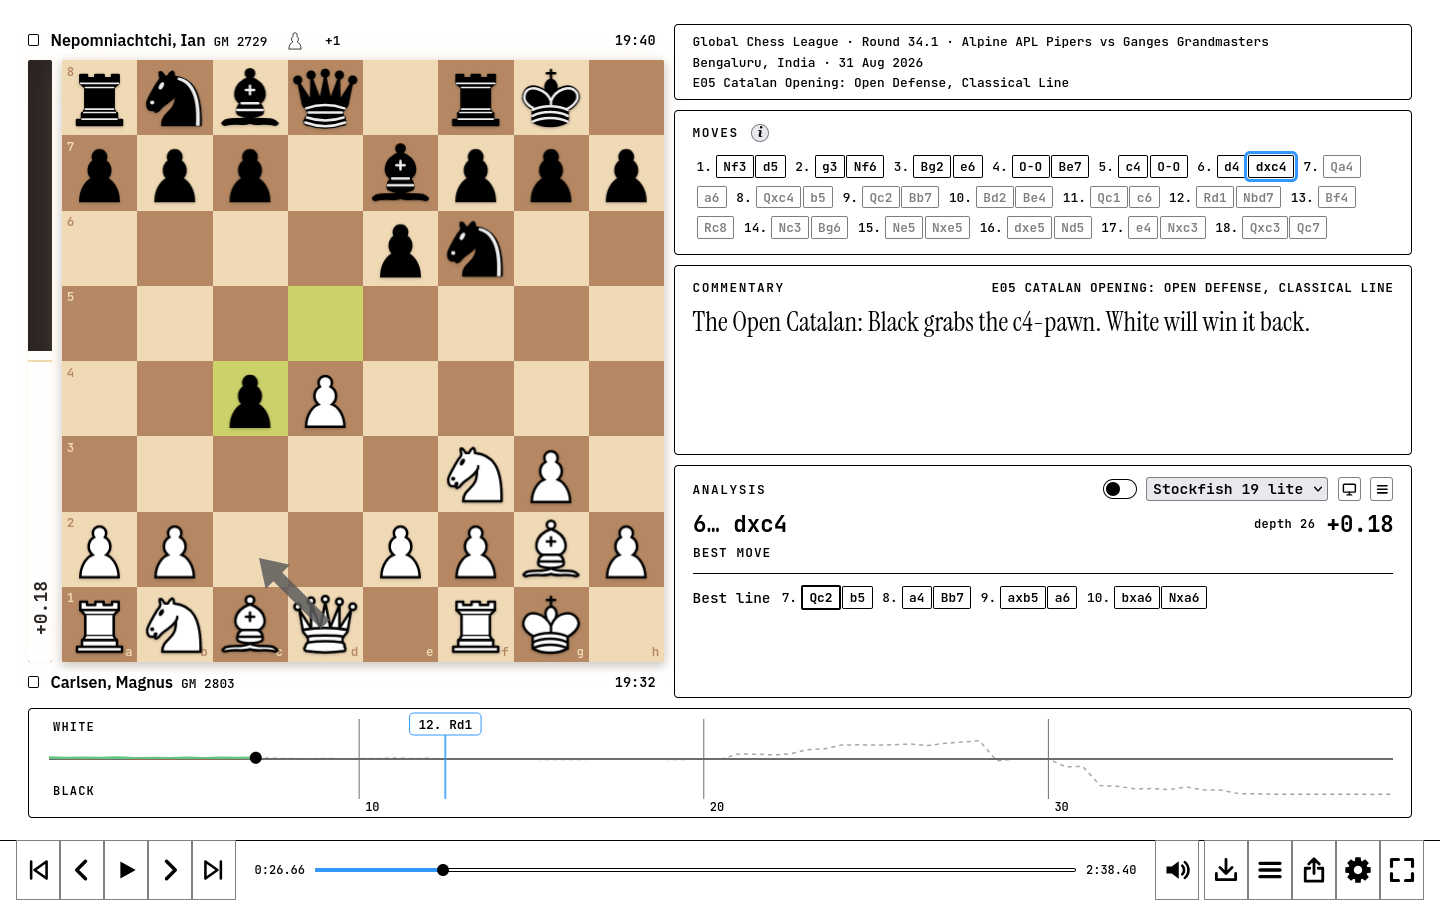 Nepomniachtchi, Ian GM 2729 +1 19:40
8
7
6
5
4
3
2
1
a b c d e f g h
+0.18
Carlsen, Magnus GM 2803 19:32
Global Chess League · Round 34.1 · Alpine APL Pipers vs Ganges Grandmasters
Bengaluru, India · 31 Aug 2026
E05 Catalan Opening: Open Defense, Classical Line
MOVES i
1. Nf3 d5 2. g3 Nf6 3. Bg2 e6 4. O-O Be7 5. c4 O-O 6. d4 dxc4 7. Qa4
a6 8. Qxc4 b5 9. Qc2 Bb7 10. Bd2 Be4 11. Qc1 c6 12. Rd1 Nbd7 13. Bf4
Rc8 14. Nc3 Bg6 15. Ne5 Nxe5 16. dxe5 Nd5 17. e4 Nxc3 18. Qxc3 Qc7
COMMENTARY E05 CATALAN OPENING: OPEN DEFENSE, CLASSICAL LINE
The Open Catalan: Black grabs the c4-pawn. White will win it back.
ANALYSIS Stockfish 19 lite
6… dxc4 depth 26 +0.18
BEST MOVE
Best line 7. Qc2 b5 8. a4 Bb7 9. axb5 a6 10. bxa6 Nxa6
WHITE
12. Rd1
BLACK
10 20 30
0:26.66 2:38.40